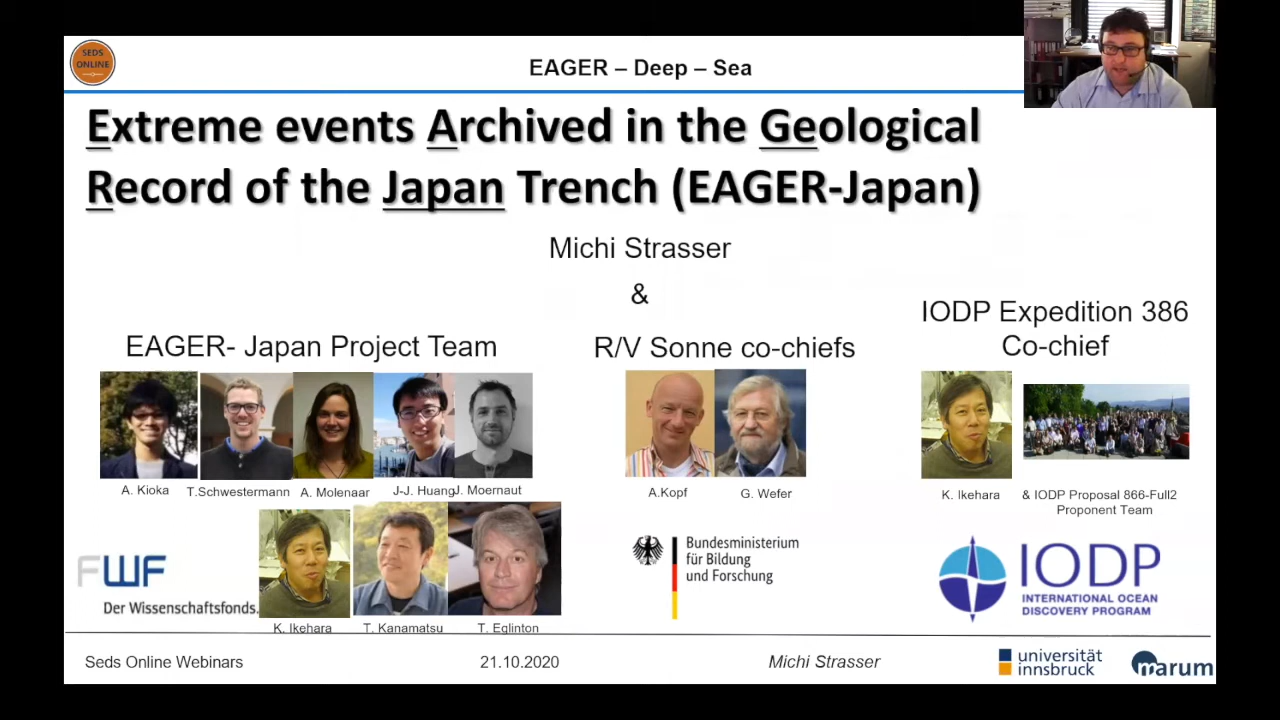 SEDS
ONLINE
EAGER – Deep – Sea
Extreme events Archived in the Geological
Record of the Japan Trench (EAGER-Japan)
Michi Strasser
&
EAGER- Japan Project Team
R/V Sonne co-chiefs
IODP Expedition 386
Co-chief
A. Kioka
T.Schwestermann
A. Molenaar
J-J. Huang
J. Moernaut
A.Kopf
G. Wefer
K. Ikehara
& IODP Proposal 866-Full2
Proponent Team
FWF
Der Wissenschaftsfonds.
K. Ikehara
T. Kanamatsu
T. Eglinton
Bundesministerium
für Bildung
und Forschung
IODP
INTERNATIONAL OCEAN
DISCOVERY PROGRAM
Seds Online Webinars
21.10.2020
Michi Strasser
universität
innsbruck
marum